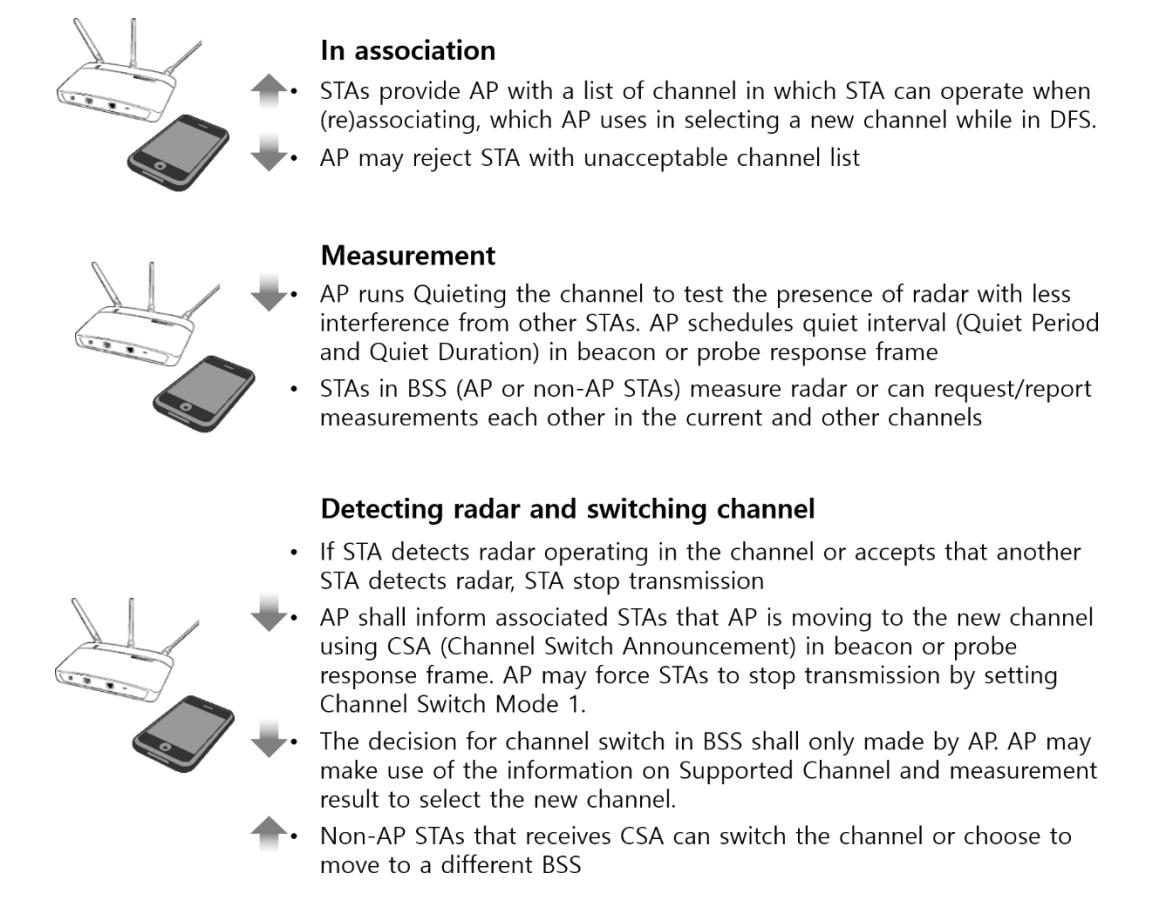 In association
• STAs provide AP with a list of channel in which STA can operate when
(re)associating, which AP uses in selecting a new channel while in DFS.
• AP may reject STA with unacceptable channel list
Measurement
• AP runs Quieting the channel to test the presence of radar with less
interference from other STAs. AP schedules quiet interval (Quiet Period
and Quiet Duration) in beacon or probe response frame
• STAs in BSS (AP or non-AP STAs) measure radar or can request/report
measurements each other in the current and other channels
Detecting radar and switching channel
• If STA detects radar operating in the channel or accepts that another
STA detects radar, STA stop transmission
• AP shall inform associated STAs that AP is moving to the new channel
using CSA (Channel Switch Announcement) in beacon or probe
response frame. AP may force STAs to stop transmission by setting
Channel Switch Mode 1.
• The decision for channel switch in BSS shall only made by AP. AP may
make use of the information on Supported Channel and measurement
result to select the new channel.
• Non-AP STAs that receives CSA can switch the channel or choose to
move to a different BSS